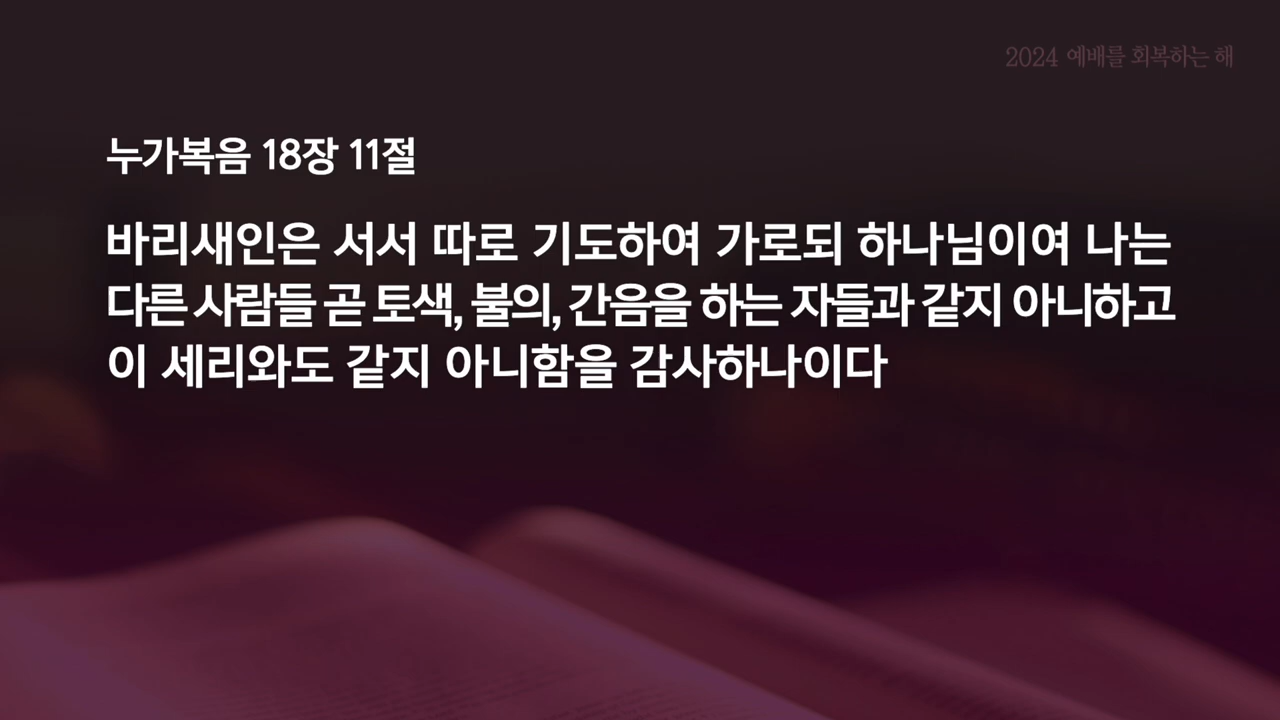 2024 예배를 회복하는 해
누가복음 18장 11절
바리새인은 서서 따로 기도하여 가로되 하나님이여 나는
다른 사람들 곧 토색, 불의, 간음을 하는 자들과 같지 아니하고
이 세리와도 같지 아니함을 감사하나이다